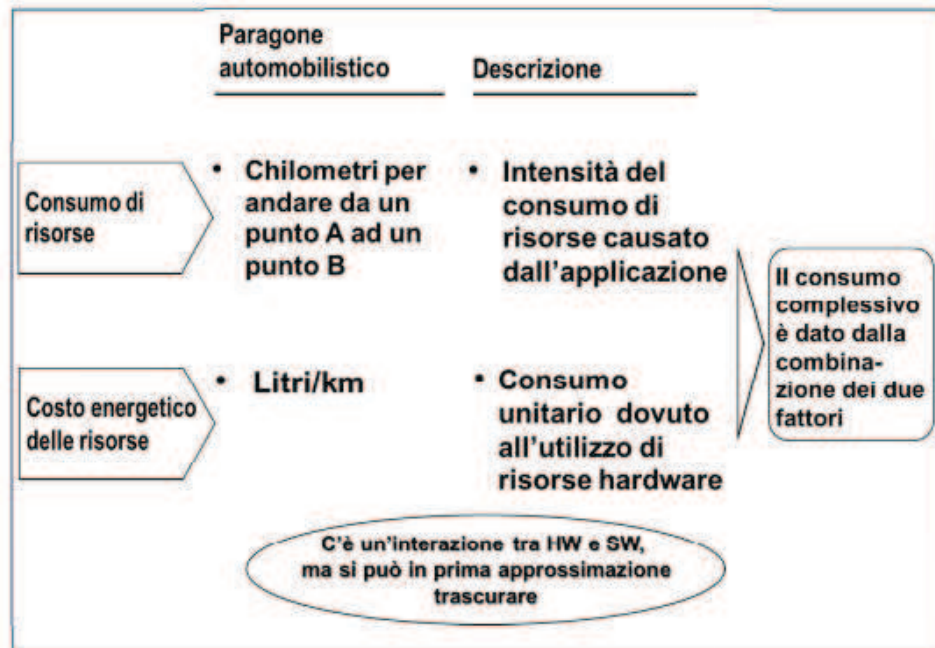 Paragone
automobilistico
Descrizione
Consumo di
risorse
• Chilometri per
andare da un
punto A ad un
punto B
• Intensità del
consumo di
risorse causato
dall'applicazione
Il consumo
complessivo
è dato dalla
combina-
zione dei due
fattori
Costo energetico
delle risorse
• Litri/km
• Consumo
unitario dovuto
all'utilizzo di
risorse hardware
C'è un'interazione tra HW e SW,
ma si può in prima approssimazione
trascurare